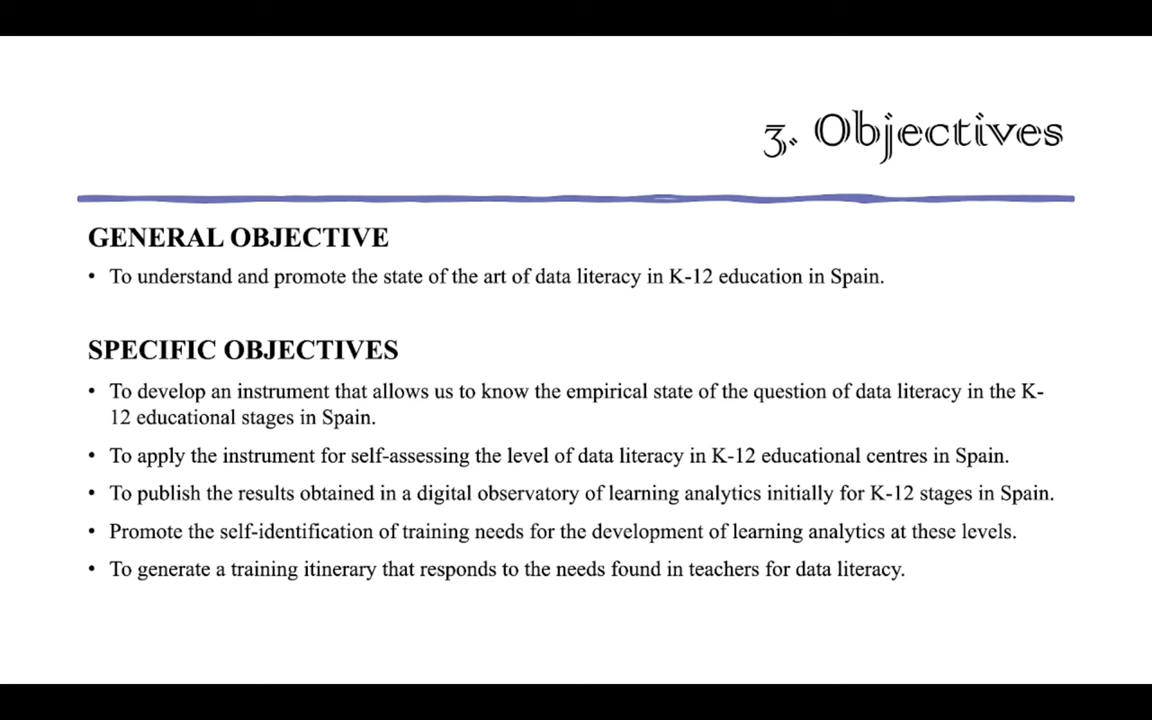 3. Objectives
GENERAL OBJECTIVE
• To understand and promote the state of the art of data literacy in K-12 education in Spain.
SPECIFIC OBJECTIVES
• To develop an instrument that allows us to know the empirical state of the question of data literacy in the K-
12 educational stages in Spain.
• To apply the instrument for self-assessing the level of data literacy in K-12 educational centres in Spain.
• To publish the results obtained in a digital observatory of learning analytics initially for K-12 stages in Spain.
• Promote the self-identification of training needs for the development of learning analytics at these levels.
• To generate a training itinerary that responds to the needs found in teachers for data literacy.